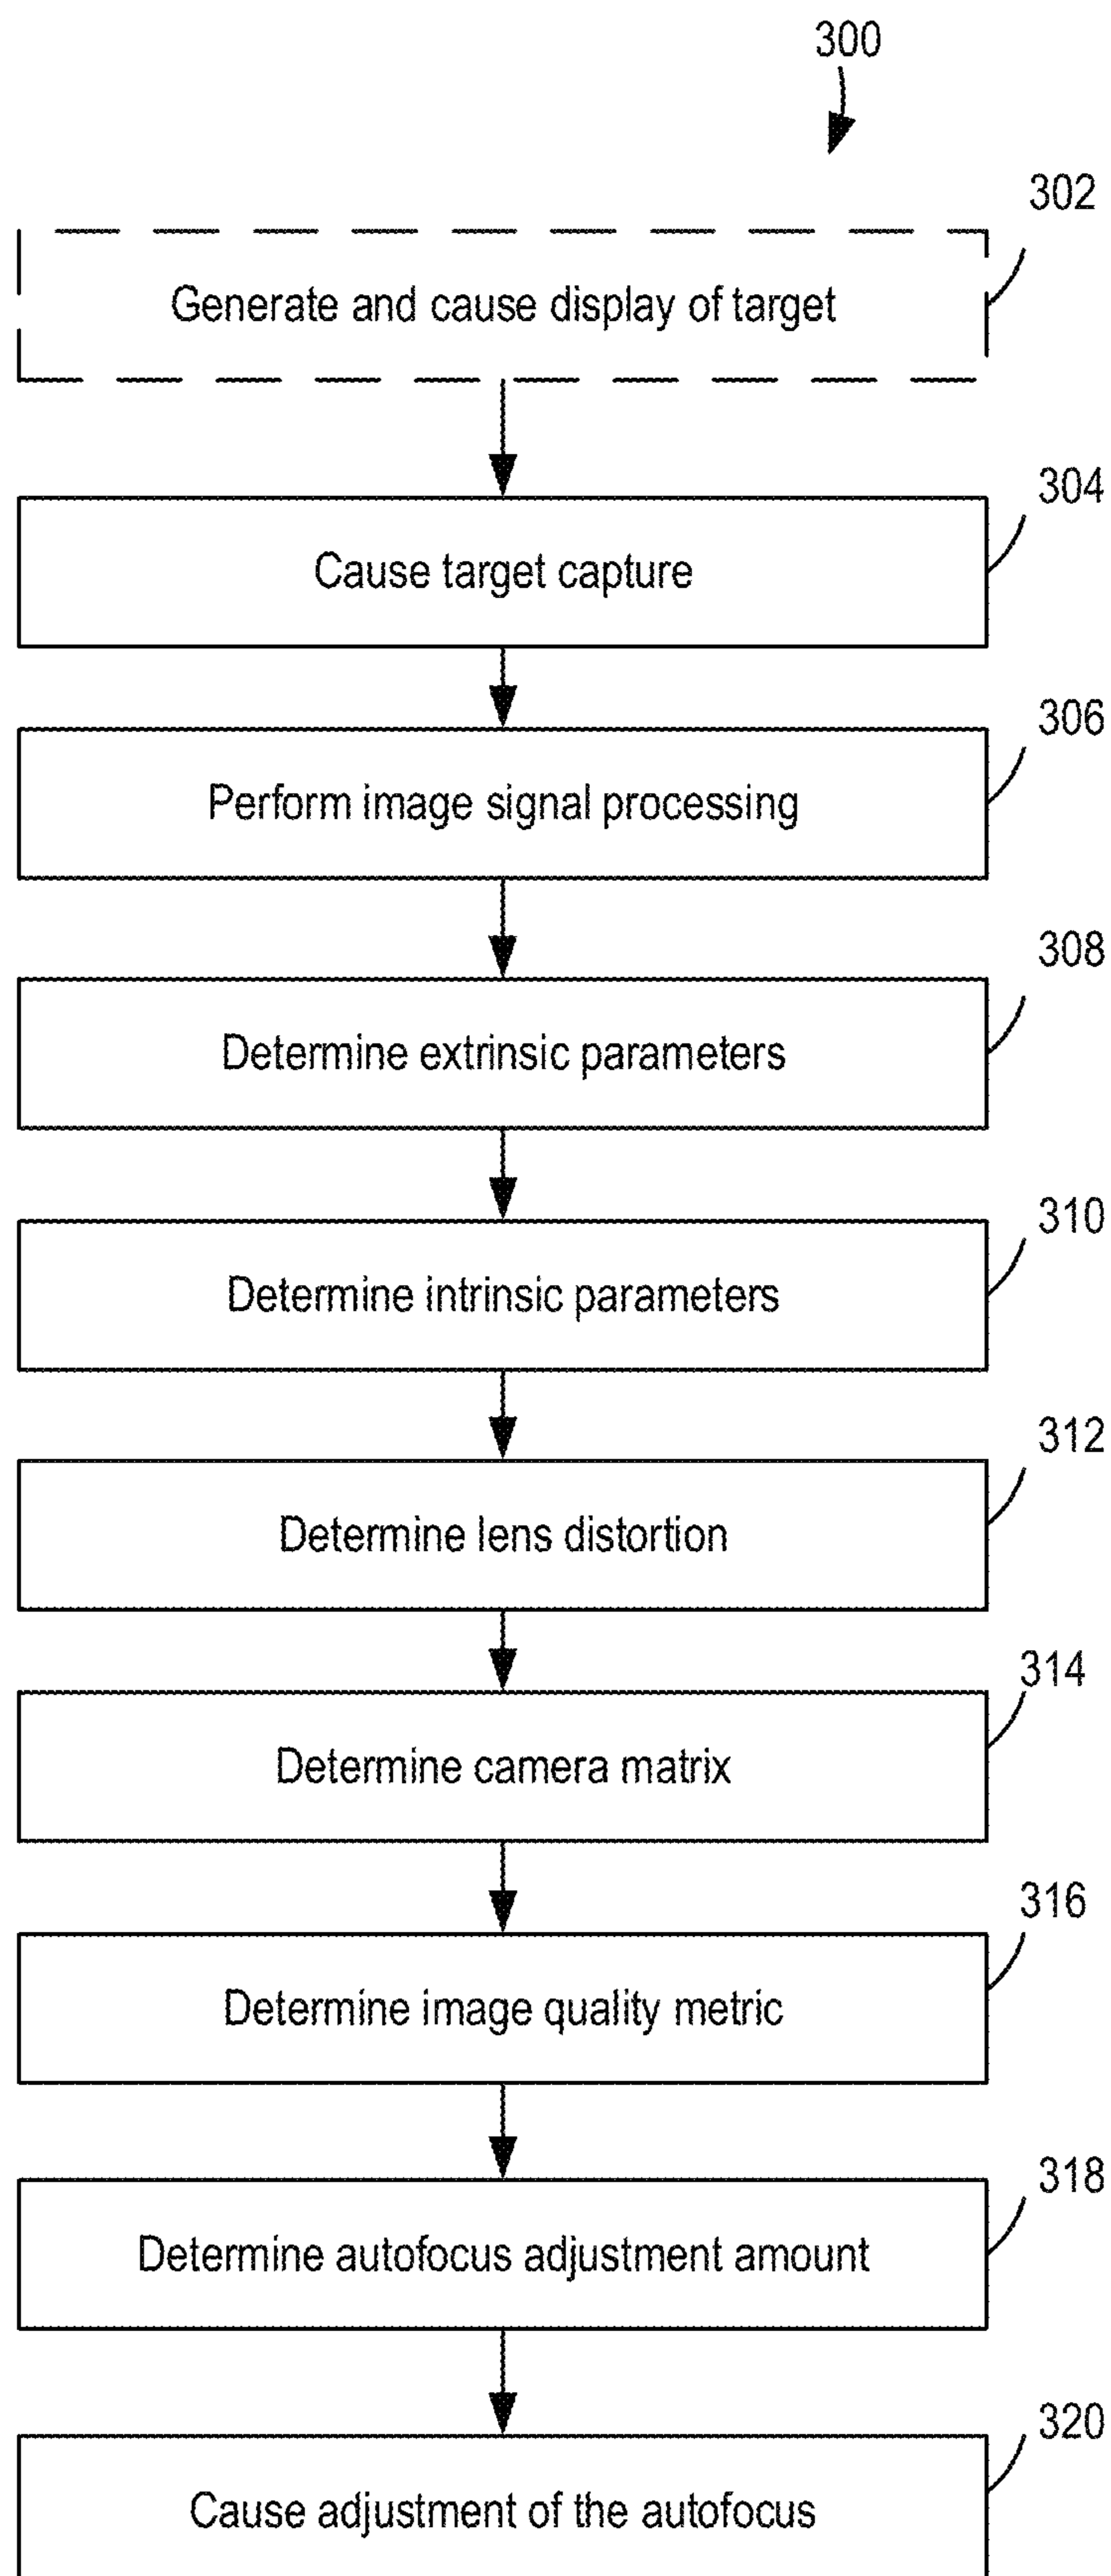 300
302
Generate and cause display of target
304
Cause target capture
306
Perform image signal processing
308
Determine extrinsic parameters
310
Determine intrinsic parameters
312
Determine lens distortion
314
Determine camera matrix
316
Determine image quality metric
318
Determine autofocus adjustment amount
320
Cause adjustment of the autofocus